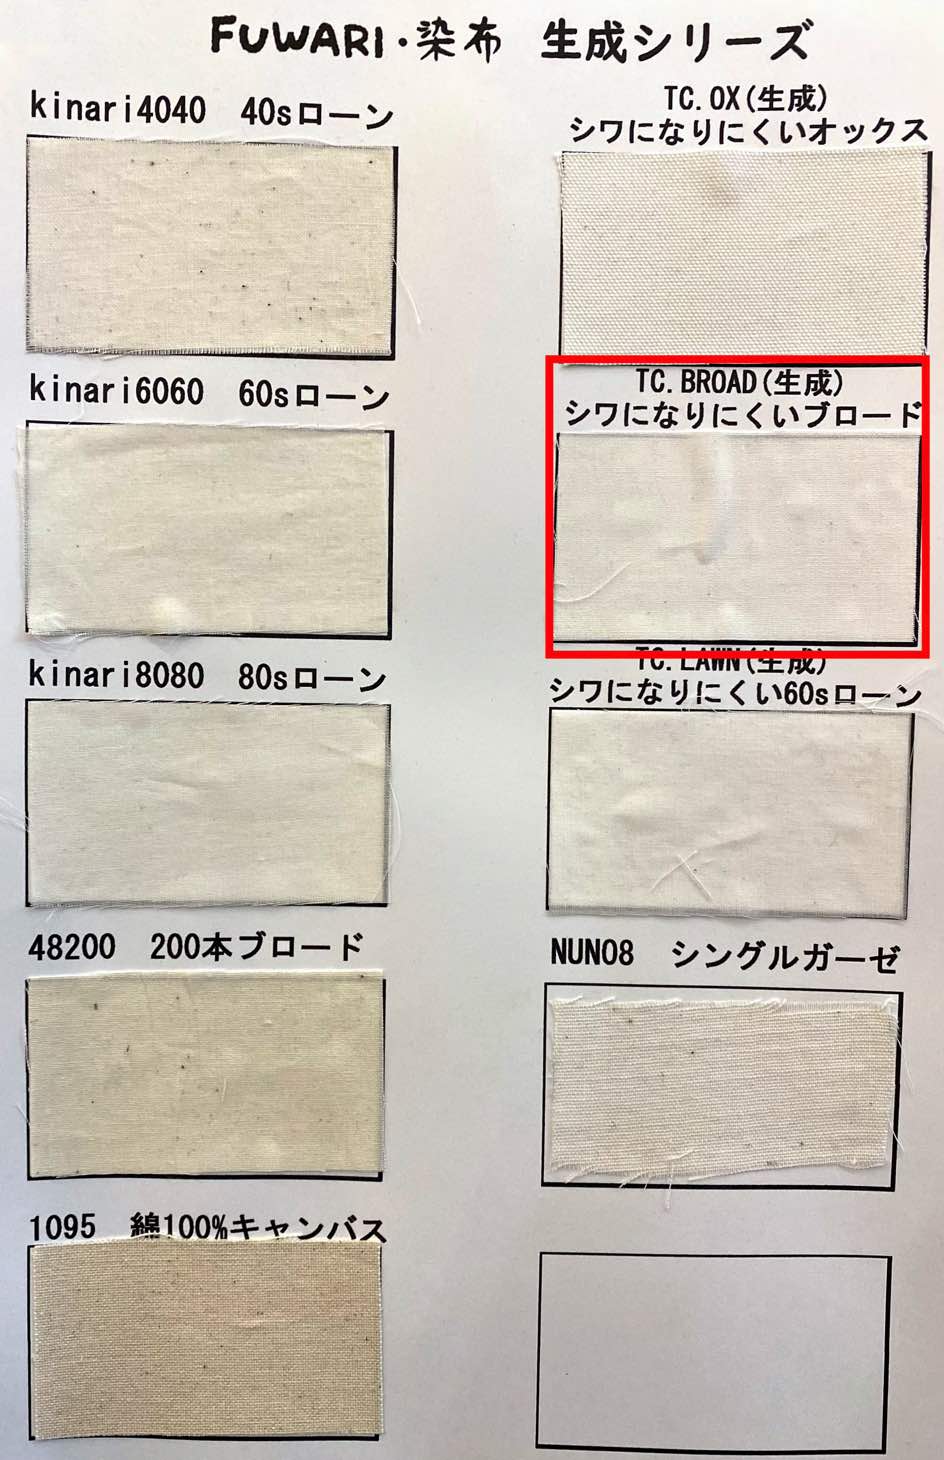 FUWARI・染布 生成シリーズ
kinari4040 40sローン
TC.OX(生成)
シワになりにくいオックス
kinari6060 60sローン
TC.BROAD(生成)
シワになりにくいブロード
kinari8080 80sローン
TC.LAWN(生成)
シワになりにくい60sローン
48200 200本ブロード
NUNO8 シングルガーゼ
1095 綿100%キャンバス